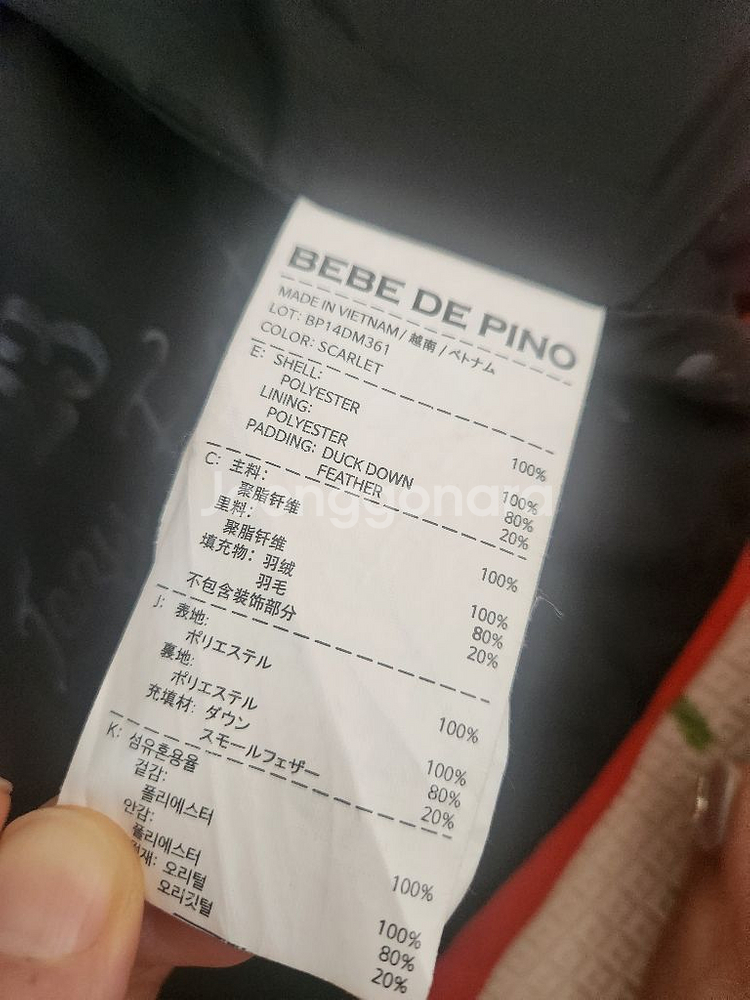 BEBE DE PINO
MADE IN VIETNAM / 越南 / ベトナム
LOT: BP14DM361
COLOR: SCARLET
E: SHELL:
POLYESTER 100%
LINING:
POLYESTER 100%
PADDING: DUCK DOWN 80%
FEATHER 20%
C: 主料:
聚脂钎维 100%
里料:
聚脂钎维 100%
填充物: 羽绒 80%
羽毛 20%
不包含装饰部分
J: 表地:
ポリエステル 100%
裏地:
ポリエステル 100%
充填材: ダウン 80%
スモールフェザー 20%
K: 섬유혼용율
겉감:
폴리에스터 100%
안감:
폴리에스터 100%
오리털 80%
오리깃털 20%
Joonggonara